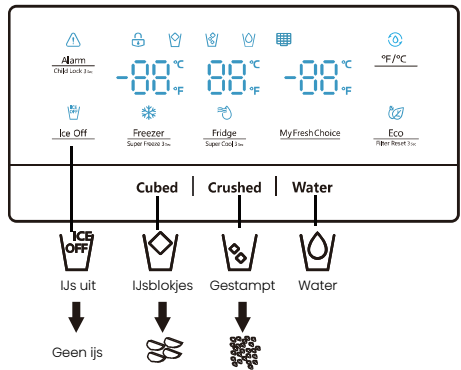 Alarm
Child Lock 3 Sec
-88 °C °F
88 °C °F
-88 °C °F
°F/°C
ICE OFF
Ice Off
Freezer
Super Freeze 3 Sec
Fridge
Super Cool 3 Sec
My Fresh Choice
Eco
Filter Reset 3 Sec
Cubed | Crushed | Water
ICE
OFF
IJs uit
IJsblokjes
Gestampt
Water
Geen ijs